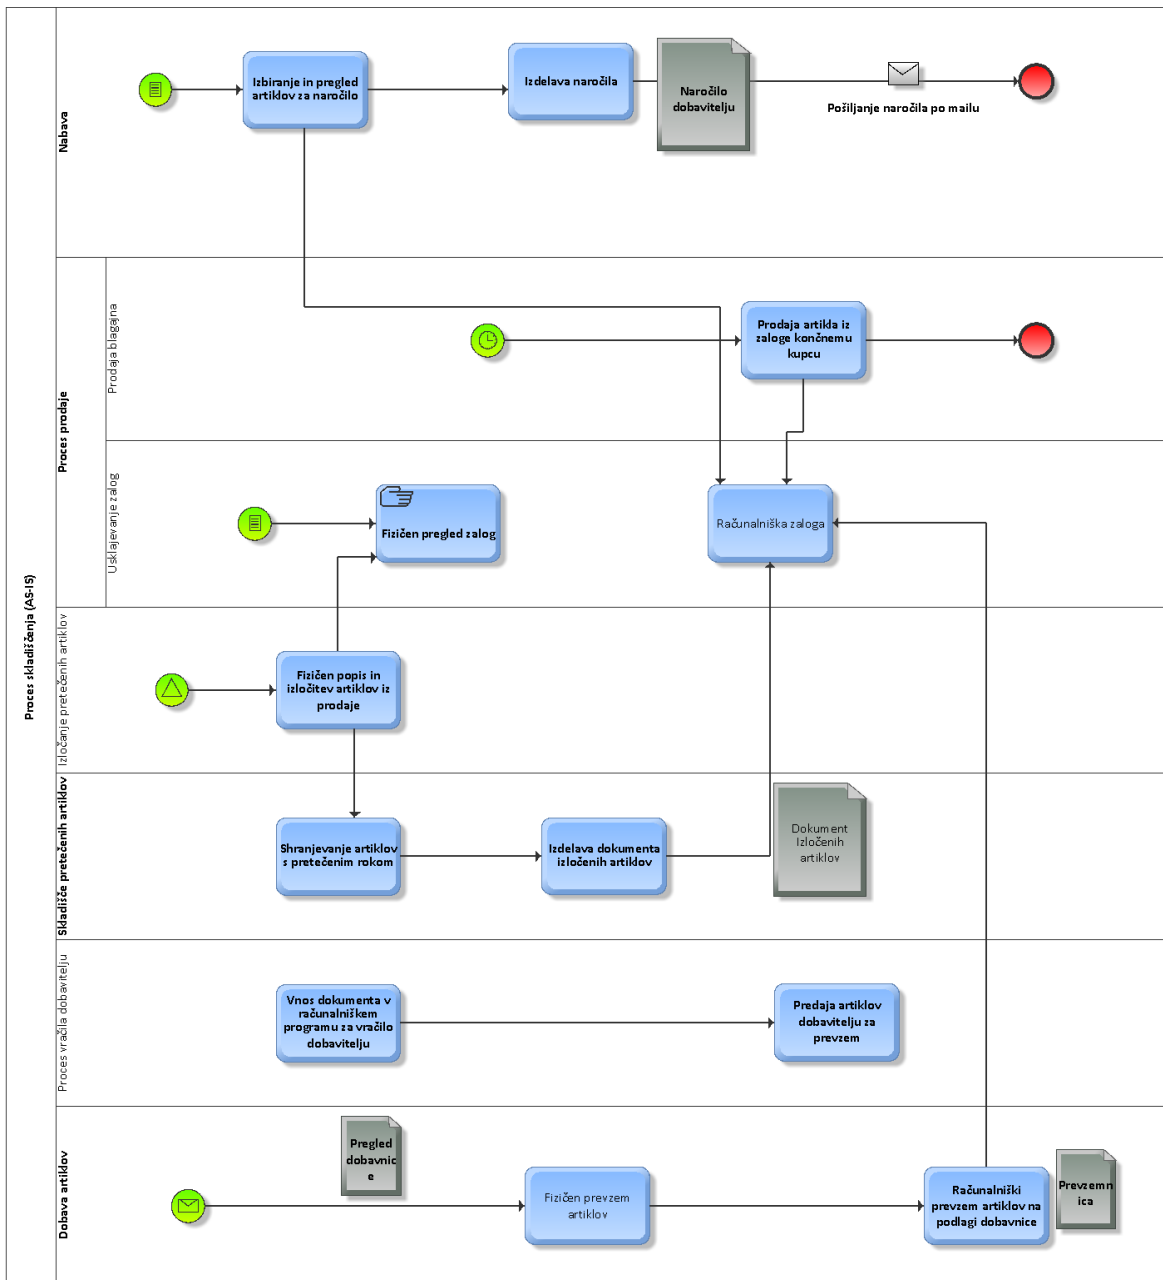 Proces skladiščenja (AS-IS)
Nabava
Izbiranje in pregled
artiklov za naročilo
Izdelava naročila
Naročilo
dobavitelju
Pošiljanje naročila po mailu
Proces prodaje
Prodaja blagajna
Prodaja artikla iz
zaloge končnemu
kupcu
Usklajevanje zalog
Fizičen pregled zalog
Računalniška zaloga
Izločanje pretečenih artiklov
Fizičen popis in
izločitev artiklov iz
prodaje
Skladišče pretečenih artiklov
Shranjevanje artiklov
s pretečenim rokom
Izdelava dokumenta
izločenih artiklov
Dokument
Izločenih
artiklov
Proces vračila dobavitelju
Vnos dokumenta v
računalniškem
programu za vračilo
dobavitelju
Predaja artiklov
dobavitelju za
prevzem
Dobava artiklov
Pregled
dobavnic
e
Fizičen prevzem
artiklov
Računalniški
prevzem artiklov na
podlagi dobavnice
Prevzemn
ica